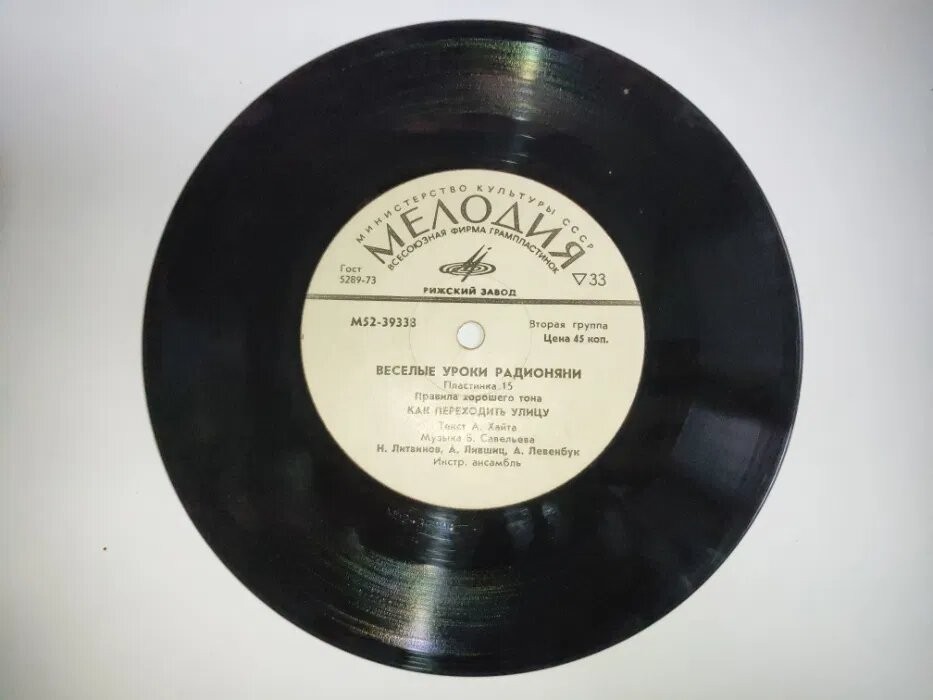 МИНИСТЕРСТВО КУЛЬТУРЫ СССР
МЕЛОДИЯ
ВСЕСОЮЗНАЯ ФИРМА ГРАМПЛАСТИНОК
Гост
5289-73
▽33
РИЖСКИЙ ЗАВОД
М52-39338
Вторая группа
Цена 45 коп.
ВЕСЕЛЫЕ УРОКИ РАДИОНЯНИ
Пластинка 15
Правила хорошего тона
КАК ПЕРЕХОДИТЬ УЛИЦУ
Текст А. Хайта
Музыка Б. Савельева
Н. Литвинов, А. Лившиц, А. Левенбук
Инстр. ансамбль